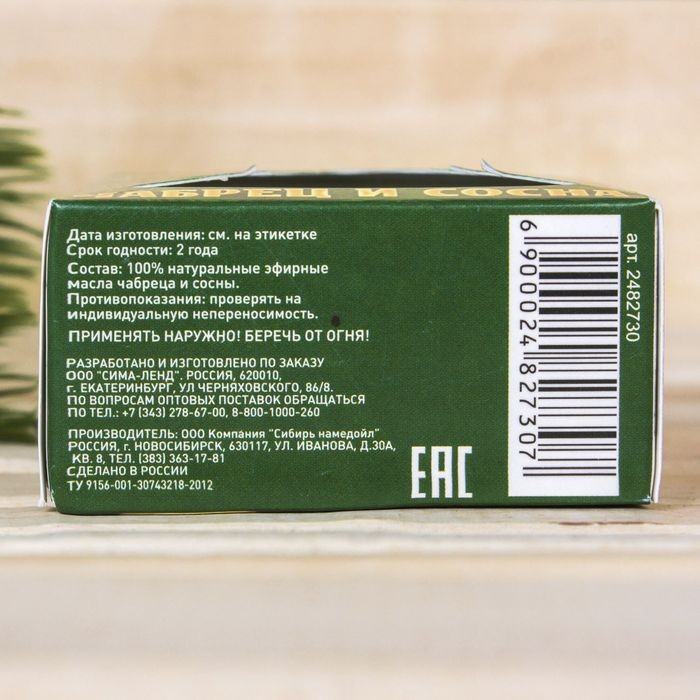 ЧАБРЕЦ И СОСНА
Дата изготовления: см. на этикетке
Срок годности: 2 года
Состав: 100% натуральные эфирные
масла чабреца и сосны.
Противопоказания: проверять на
индивидуальную непереносимость.
ПРИМЕНЯТЬ НАРУЖНО! БЕРЕЧЬ ОТ ОГНЯ!
РАЗРАБОТАНО И ИЗГОТОВЛЕНО ПО ЗАКАЗУ
ООО "СИМА-ЛЕНД". РОССИЯ, 620010,
г. ЕКАТЕРИНБУРГ, УЛ ЧЕРНЯХОВСКОГО, 86/8.
ПО ВОПРОСАМ ОПТОВЫХ ПОСТАВОК ОБРАЩАТЬСЯ
ПО ТЕЛ.: +7 (343) 278-67-00, 8-800-1000-260
ПРОИЗВОДИТЕЛЬ: ООО Компания "Сибирь намедойл"
РОССИЯ, г. НОВОСИБИРСК, 630117, УЛ. ИВАНОВА, Д.30А,
КВ. 8, ТЕЛ. (383) 363-17-81
СДЕЛАНО В РОССИИ
ТУ 9156-001-30743218-2012
EAC
6 900024 827307
арт. 2482730